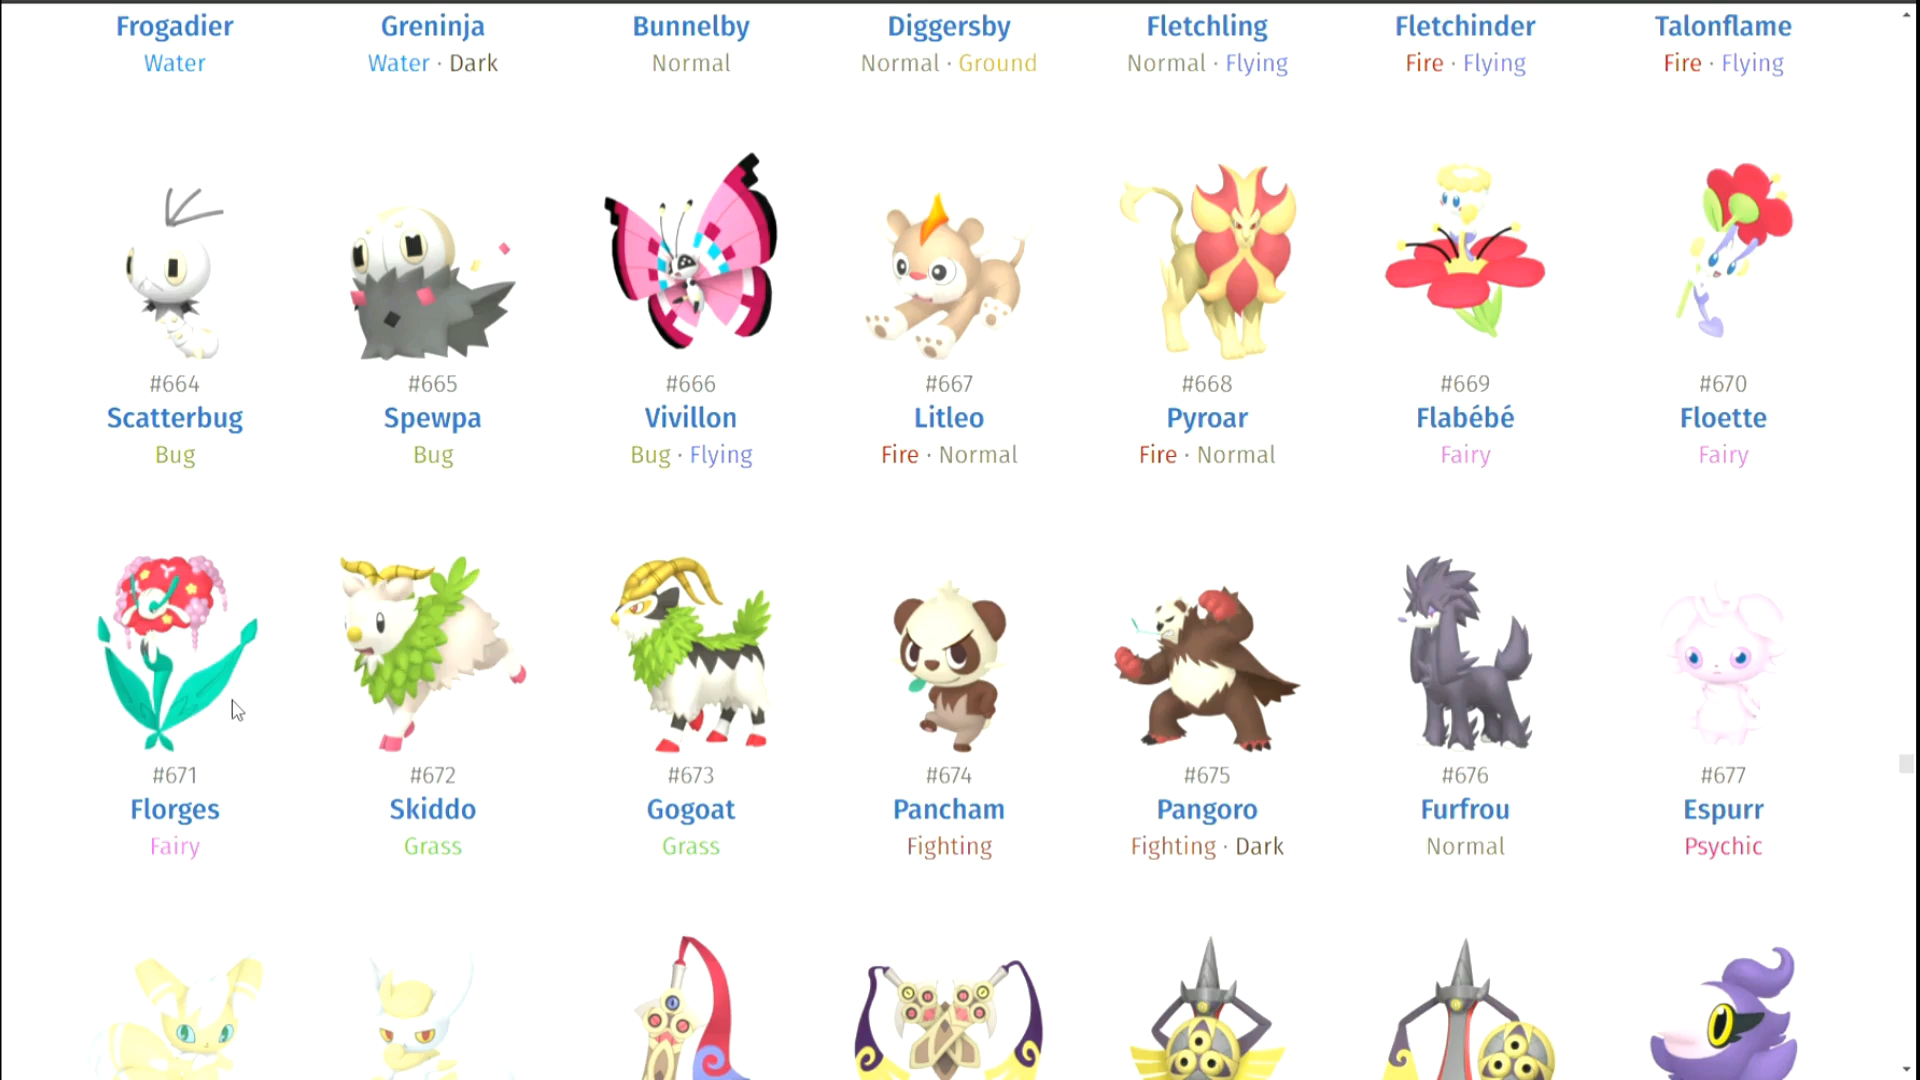 Frogadier Greninja Bunnelby Diggersby Fletchling Fletchinder Talonflame
Water Water · Dark Normal Normal · Ground Normal · Flying Fire · Flying Fire · Flying
#664 #665 #666 #667 #668 #669 #670
Scatterbug Spewpa Vivillon Litleo Pyroar Flabébé Floette
Bug Bug Bug · Flying Fire · Normal Fire · Normal Fairy Fairy
#671 #672 #673 #674 #675 #676 #677
Florges Skiddo Gogoat Pancham Pangoro Furfrou Espurr
Fairy Grass Grass Fighting Fighting · Dark Normal Psychic